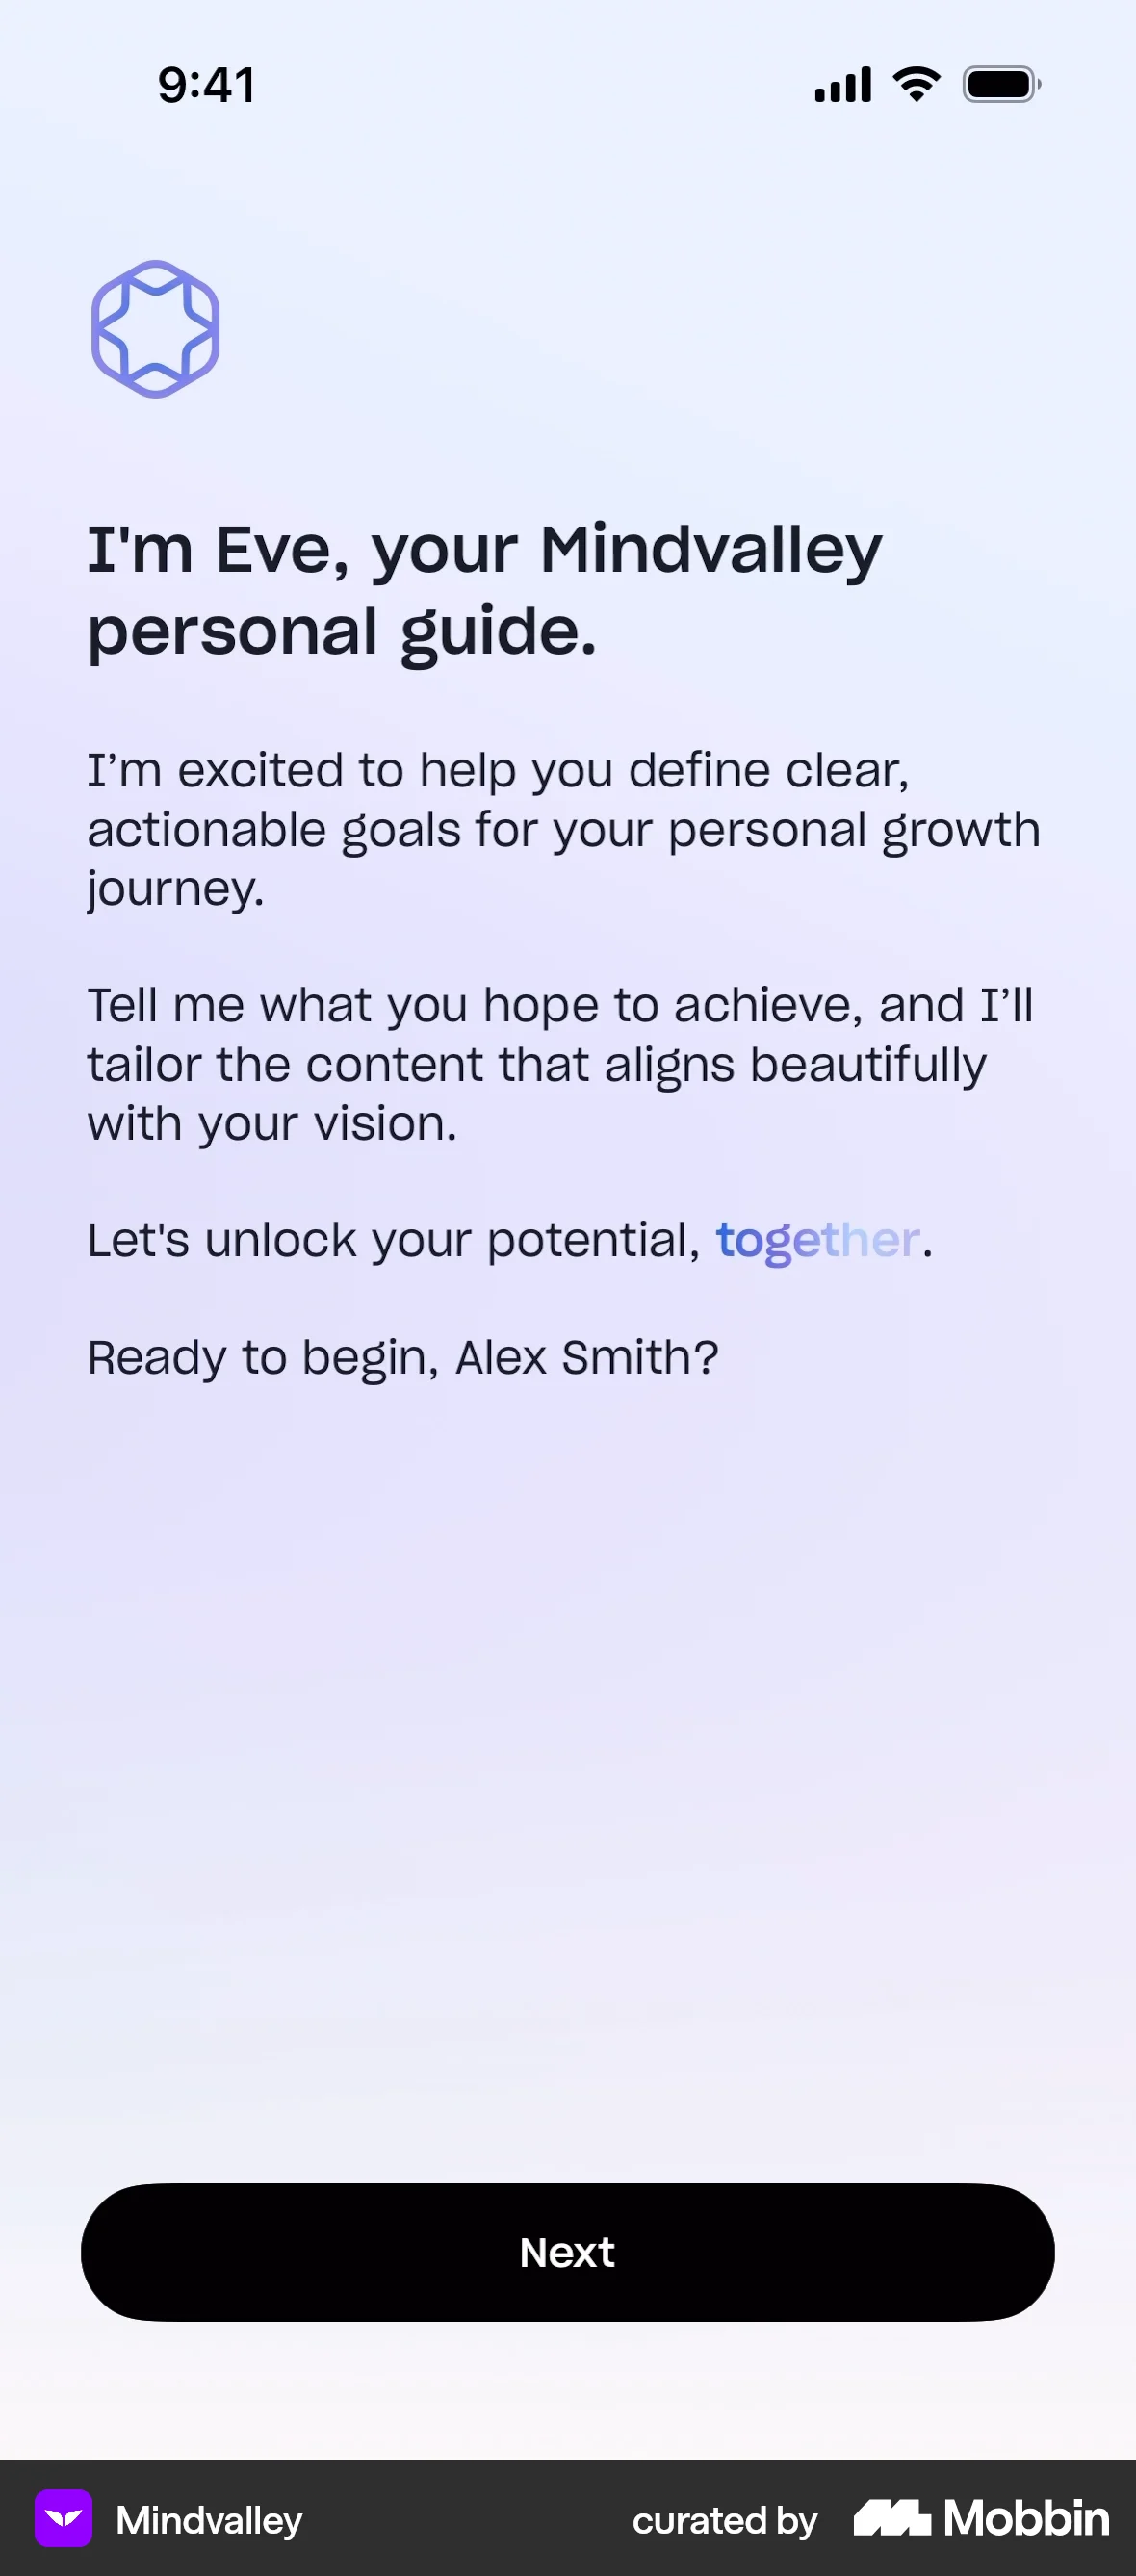 9:41
I'm Eve, your Mindvalley
personal guide.
I’m excited to help you define clear,
actionable goals for your personal growth
journey.
Tell me what you hope to achieve, and I’ll
tailor the content that aligns beautifully
with your vision.
Let's unlock your potential, together.
Ready to begin, Alex Smith?
Next
Mindvalley
curated by Mobbin